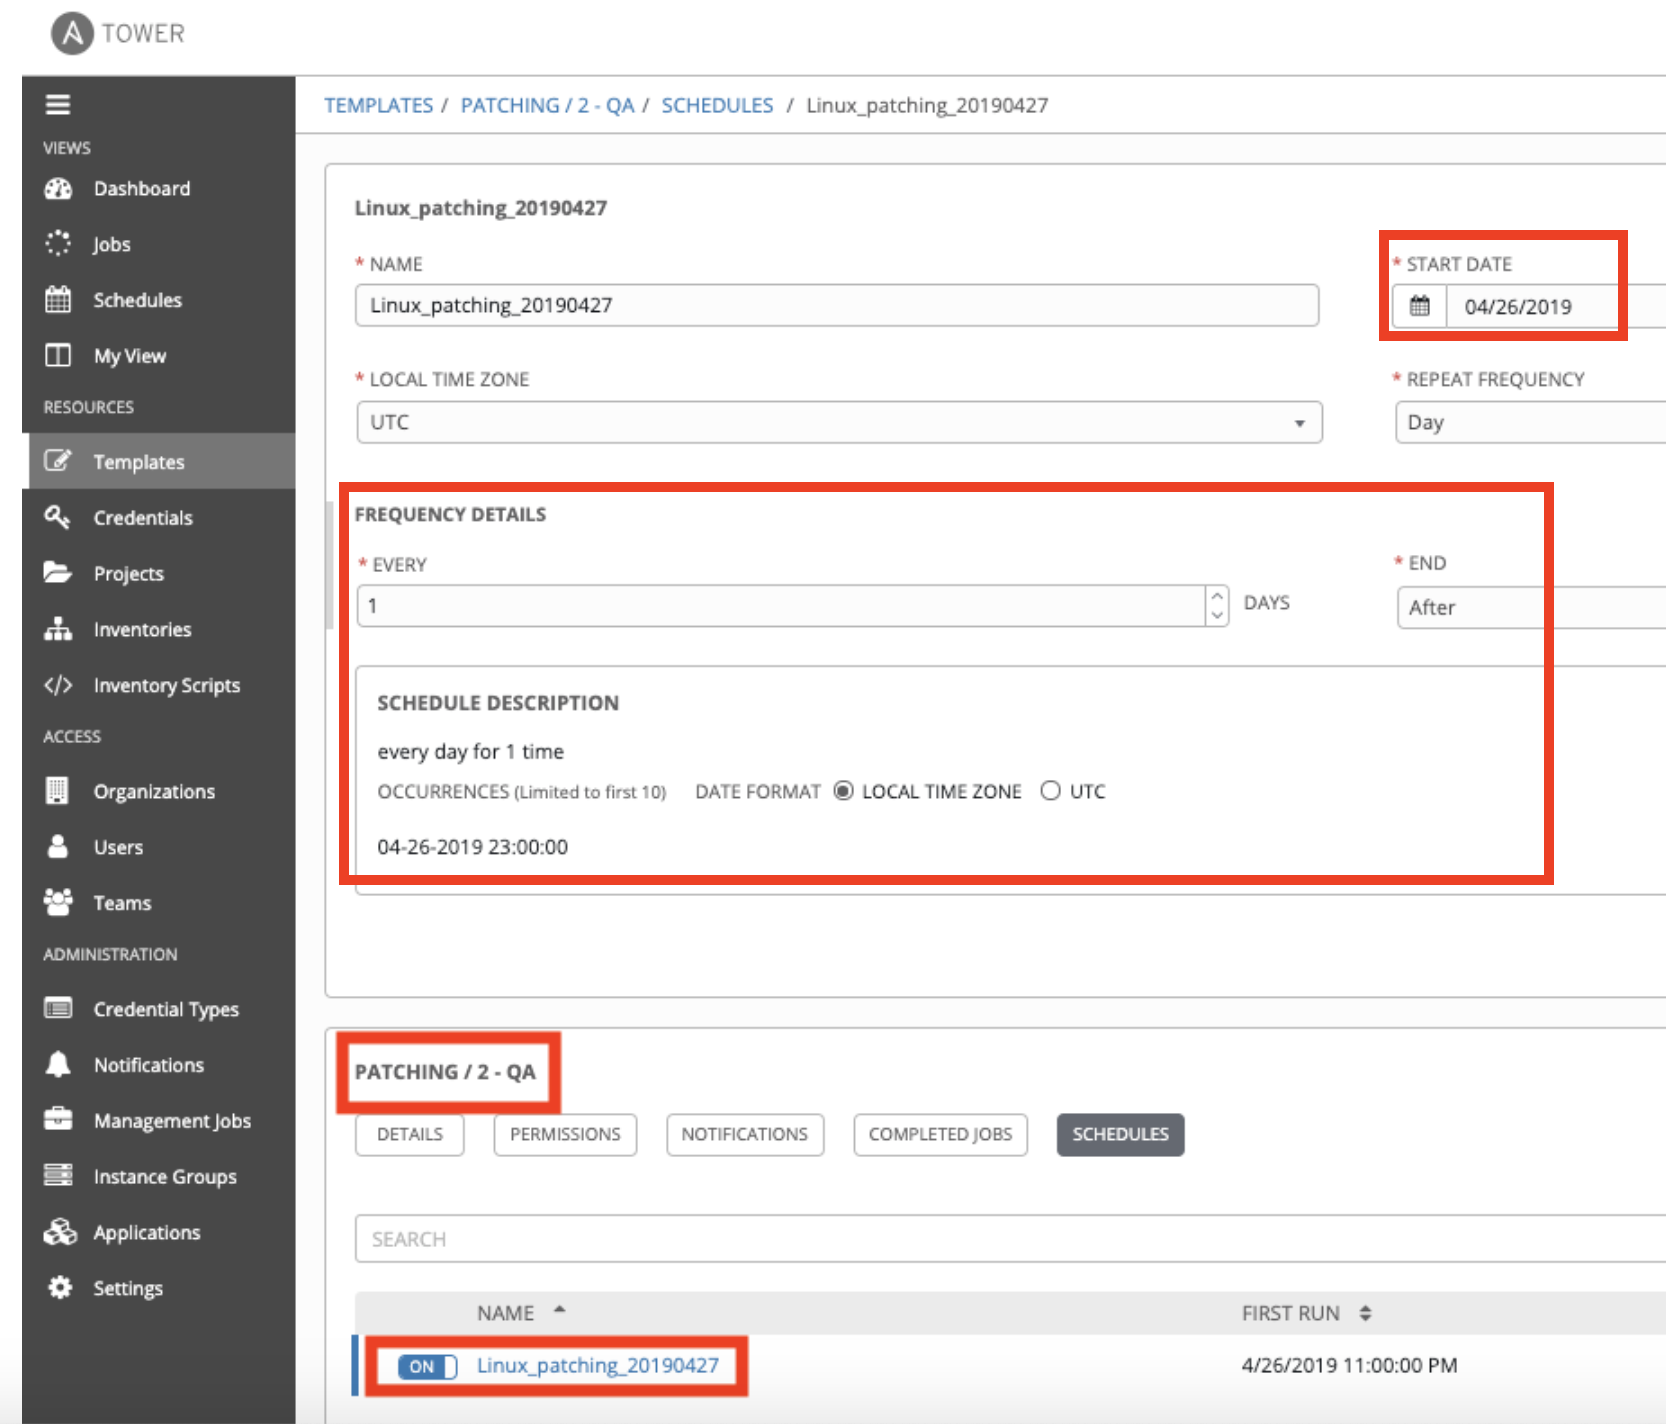 TOWER
TEMPLATES / PATCHING / 2 - QA / SCHEDULES / Linux_patching_20190427
VIEWS
Dashboard
Jobs
Schedules
My View
RESOURCES
Templates
Credentials
Projects
Inventories
Inventory Scripts
ACCESS
Organizations
Users
Teams
ADMINISTRATION
Credential Types
Notifications
Management Jobs
Instance Groups
Applications
Settings
Linux_patching_20190427
* NAME
Linux_patching_20190427
* START DATE
04/26/2019
* LOCAL TIME ZONE
UTC
* REPEAT FREQUENCY
Day
FREQUENCY DETAILS
* EVERY
1 DAYS
* END
After
SCHEDULE DESCRIPTION
every day for 1 time
OCCURRENCES (Limited to first 10) DATE FORMAT LOCAL TIME ZONE UTC
04-26-2019 23:00:00
PATCHING / 2 - QA
DETAILS PERMISSIONS NOTIFICATIONS COMPLETED JOBS SCHEDULES
SEARCH
NAME FIRST RUN
ON Linux_patching_20190427 4/26/2019 11:00:00 PM